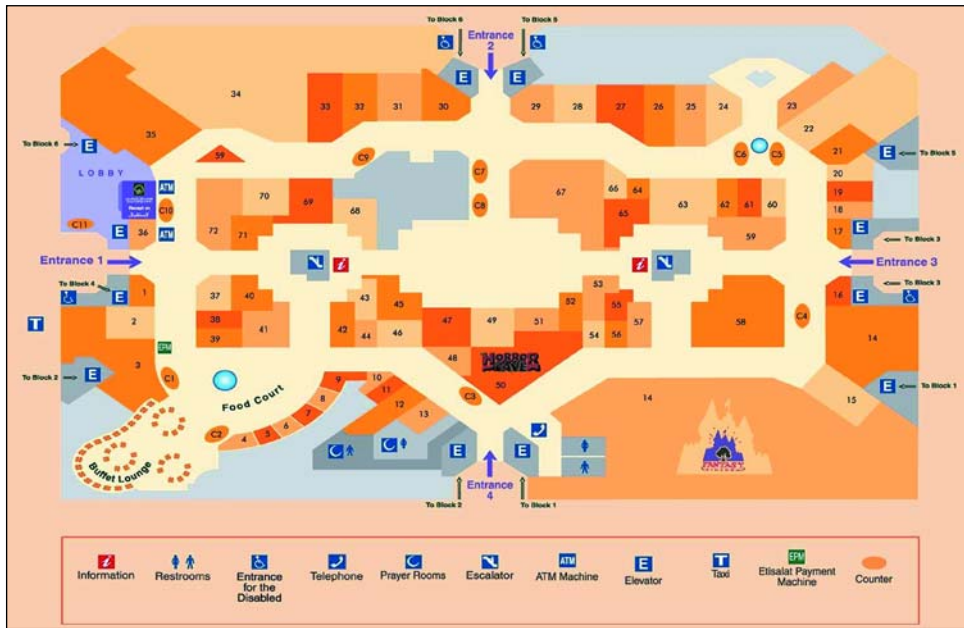 To Block 6
To Block 5
Entrance
2
E
E
34
33
32
31
30
29
28
27
26
25
24
23
22
35
To Block 6
E
59
C9
C7
C6
C5
21
E
To Block 5
20
LOBBY
ATM
C10
ATM
C11
E
36
70
69
68
72
71
C8
67
66
64
65
63
62
61
60
59
19
18
17
E
To Block 3
Entrance 1
i
i
Entrance 3
To Block 4
E
1
2
37
40
38
39
41
43
45
42
44
46
47
49
51
52
53
55
54
56
57
58
C4
16
E
To Block 3
14
T
EPM
3
To Block 2
E
C1
48
HORROR
CAVE
50
C3
Food Court
9
10
11
12
13
8
7
6
5
4
C2
Buffet Lounge
14
15
E
To Block 1
E
E
FANTASY
Entrance
4
To Block 2
To Block 1
i
ATM
E
T
EPM
Information
Restrooms
Entrance
for the
Disabled
Telephone
Prayer Rooms
Escalator
ATM Machine
Elevator
Taxi
Etisalat Payment
Machine
Counter